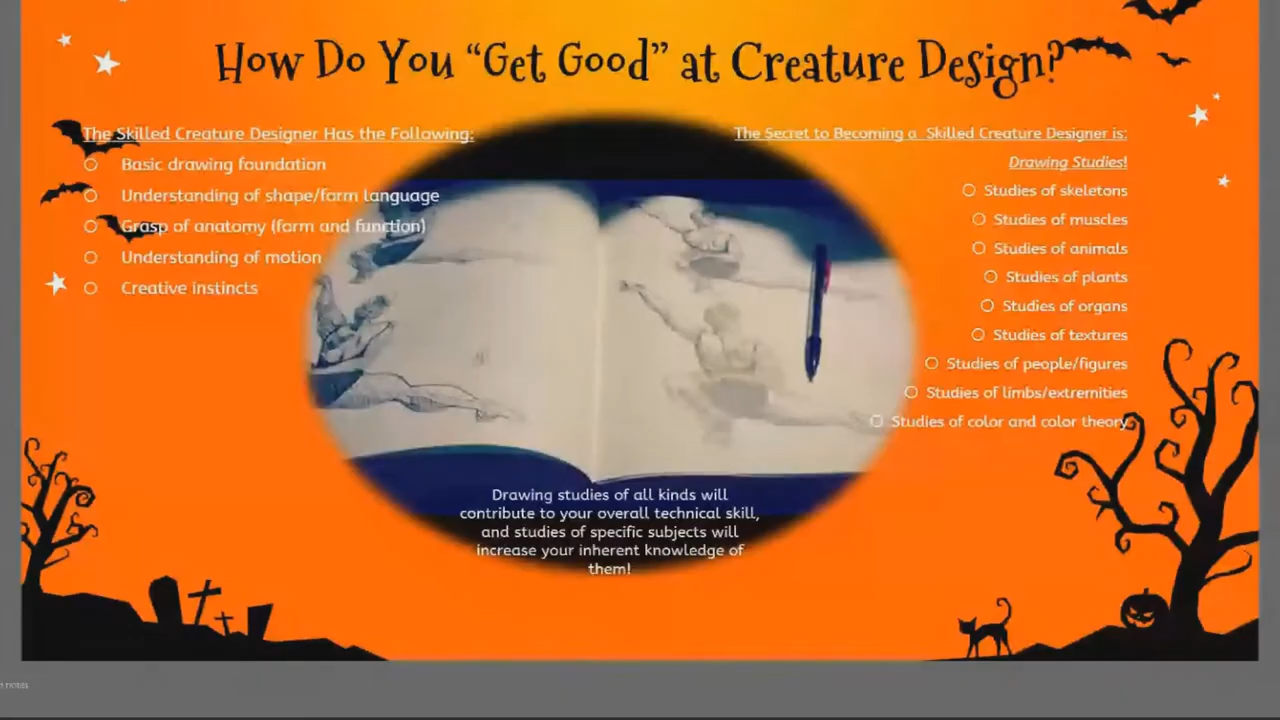 How Do You “Get Good” at Creature Design?
The Skilled Creature Designer Has the Following:
Basic drawing foundation
Understanding of shape/form language
Grasp of anatomy (form and function)
Understanding of motion
Creative instincts
The Secret to Becoming a Skilled Creature Designer is:
Drawing Studies!
Studies of skeletons
Studies of muscles
Studies of animals
Studies of plants
Studies of organs
Studies of textures
Studies of people/figures
Studies of limbs/extremities
Studies of color and color theory
Drawing studies of all kinds will
contribute to your overall technical skill,
and studies of specific subjects will
increase your inherent knowledge of
them!